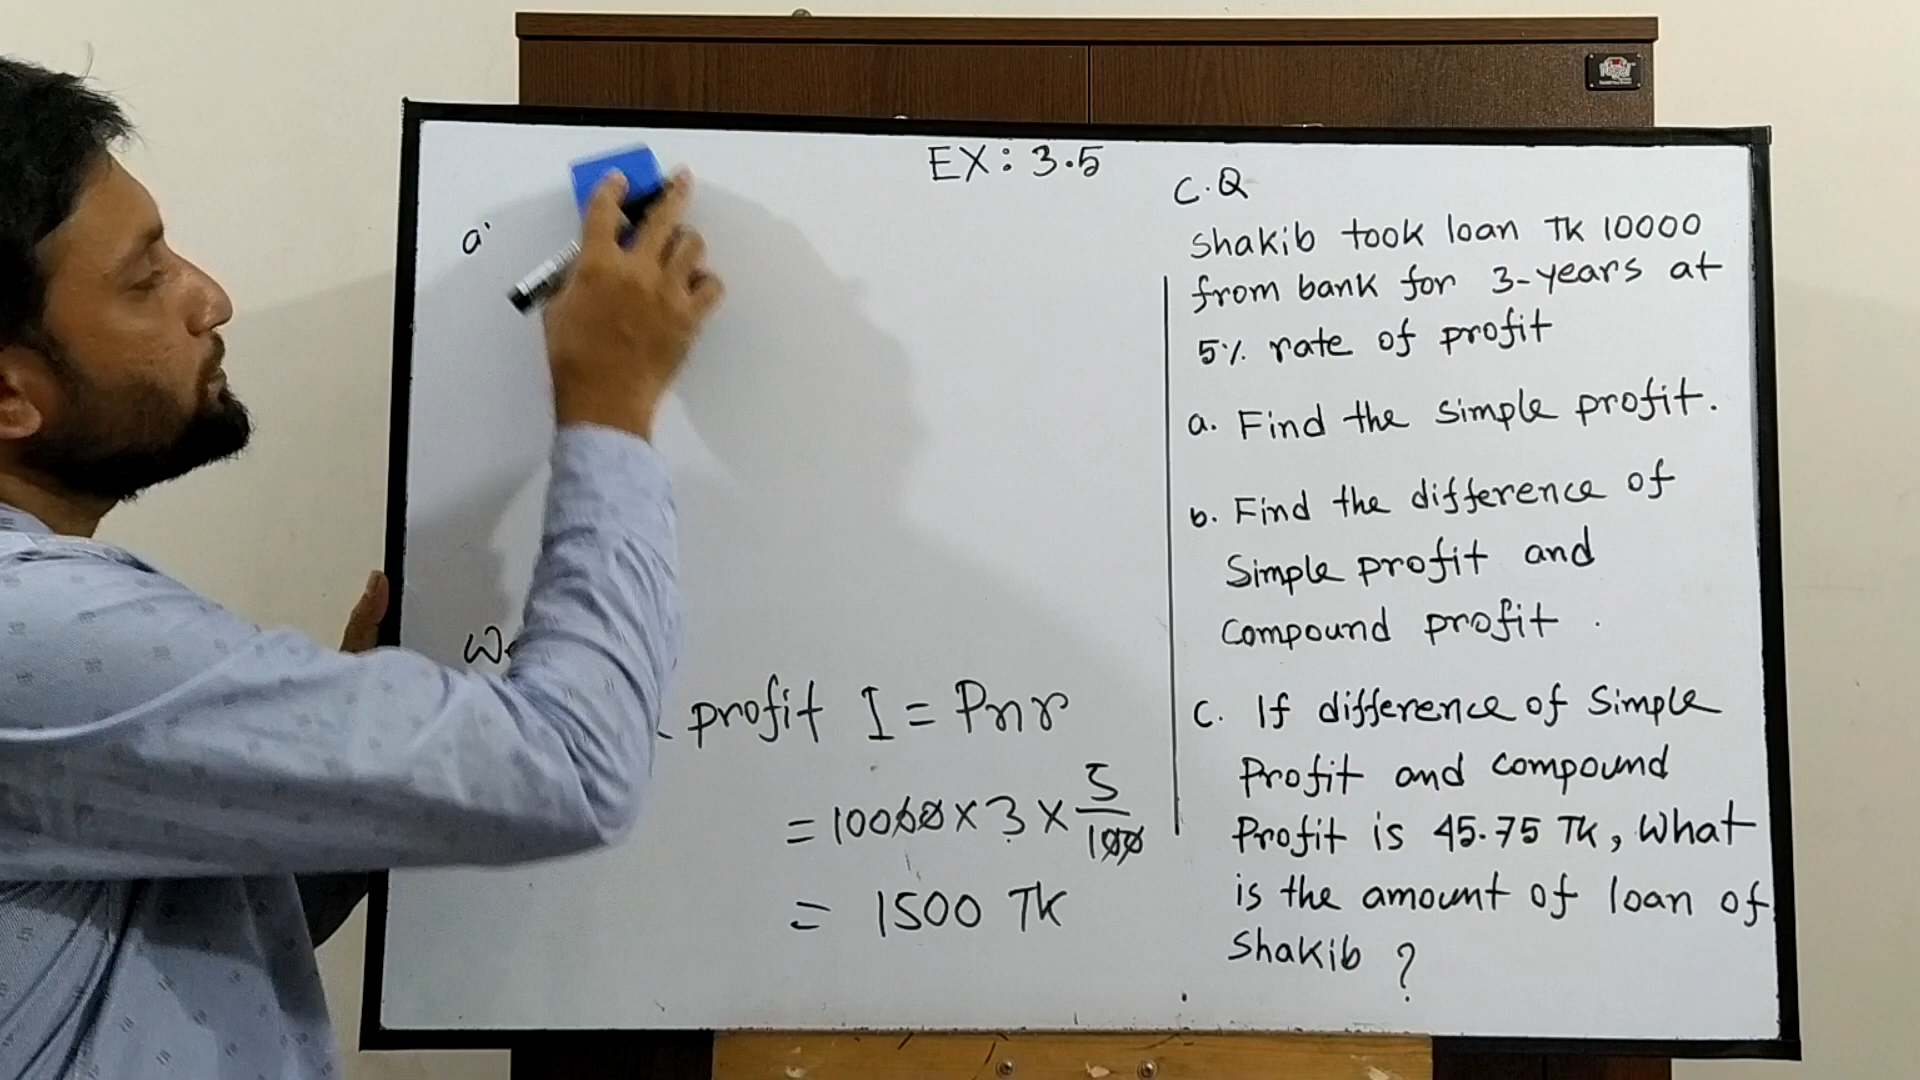 EX: 3.5
a.
profit I = Pnr
= 10000 × 3 × 5/100
= 1500 TK
C.Q
Shakib took loan TK 10000
from bank for 3-years at
5% rate of profit
a. Find the simple profit.
b. Find the difference of
Simple profit and
Compound profit.
C. If difference of Simple
Profit and compound
Profit is 45.75 TK, What
is the amount of loan of
Shakib ?